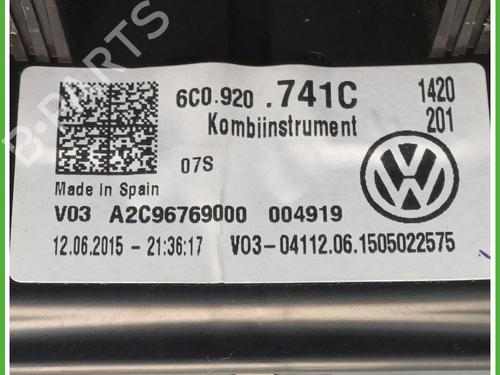 B-PARTS
6C0.920 .741C 1420
Kombiinstrument 201
07S
Made in Spain
V03 A2C96769000 004919
12.06.2015 - 21:36:17 V03-04112.06.1505022575